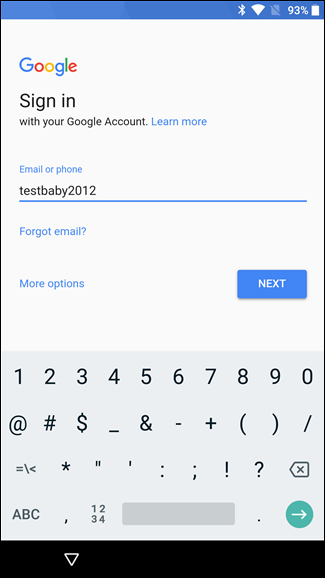 93%
Google
Sign in
with your Google Account. Learn more
Email or phone
testbaby2012
Forgot email?
More options
NEXT
1 2 3 4 5 6 7 8 9 0
@ # $ _ & - + ( ) /
=\< * " ' : ; ! ?
ABC , 12 .
34